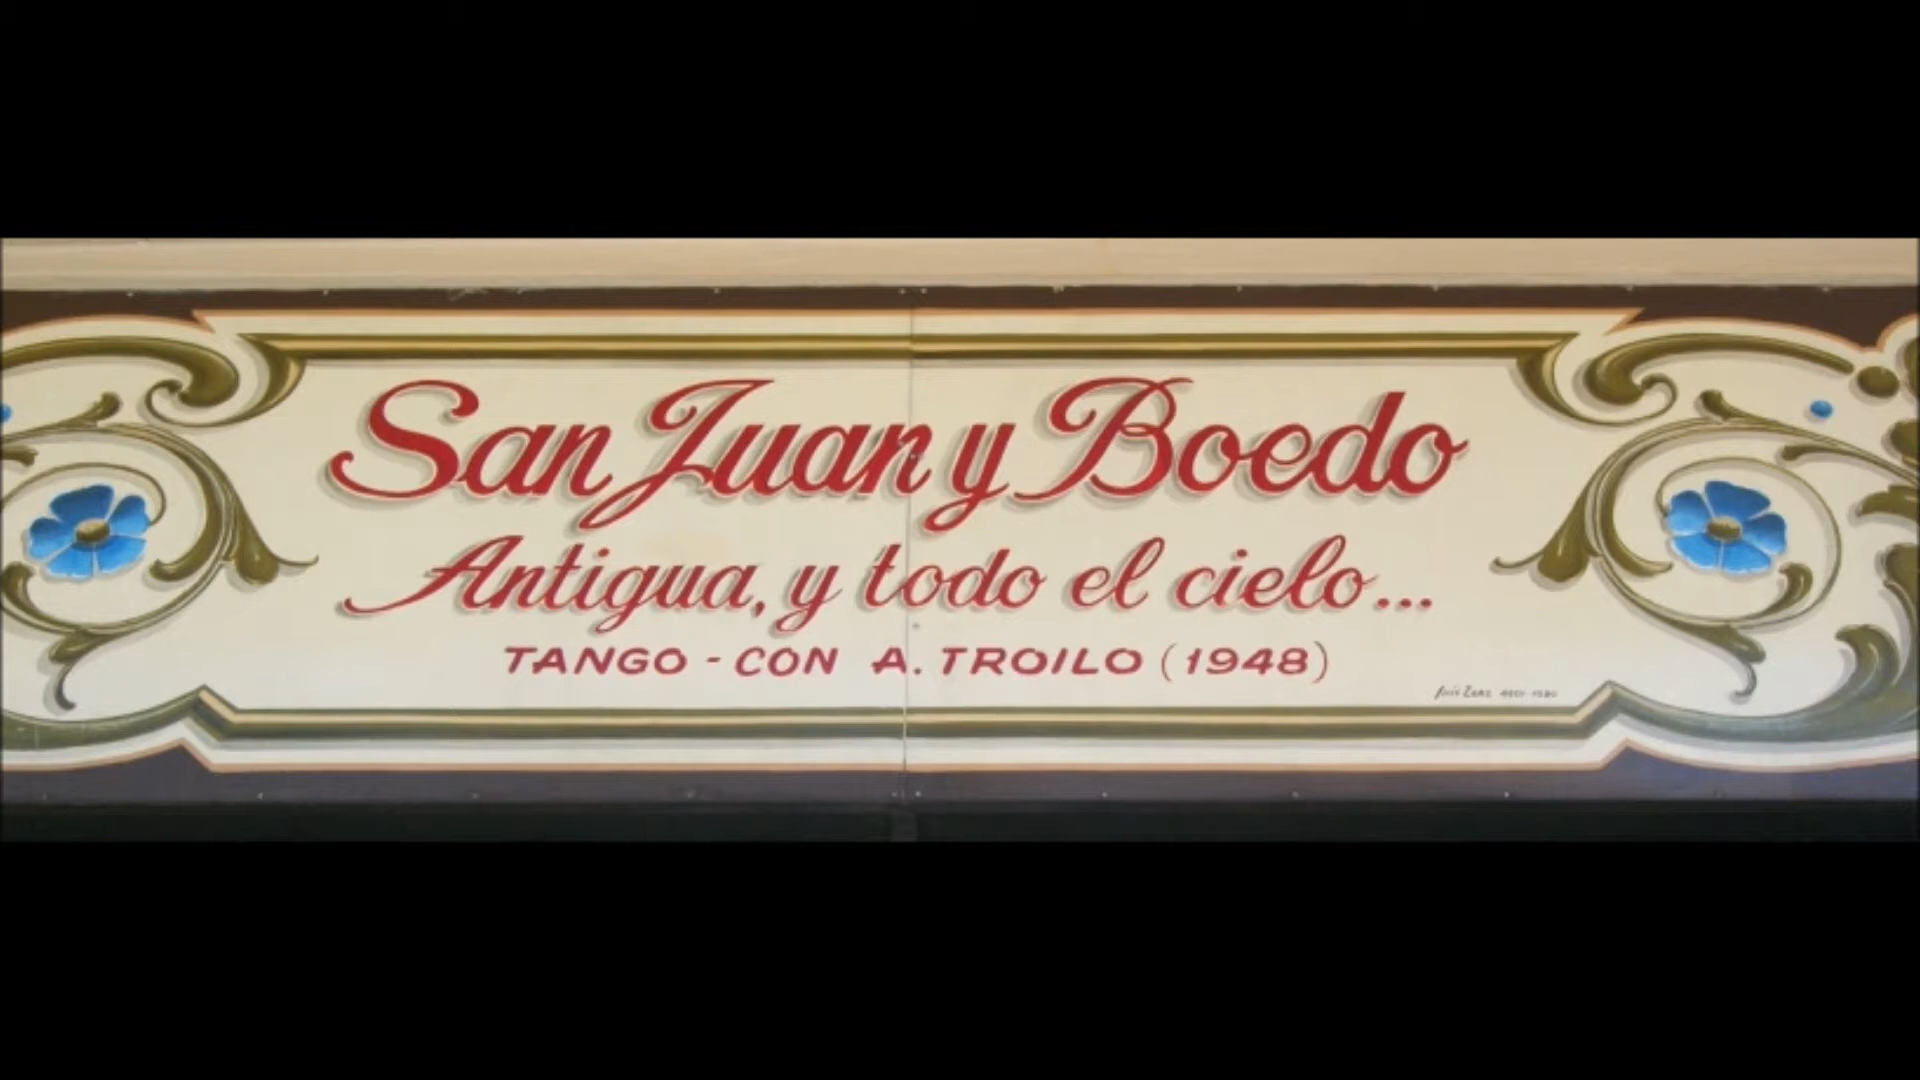 San Juan y Boedo
Antigua, y todo el cielo...
TANGO - CON A. TROILO (1948)